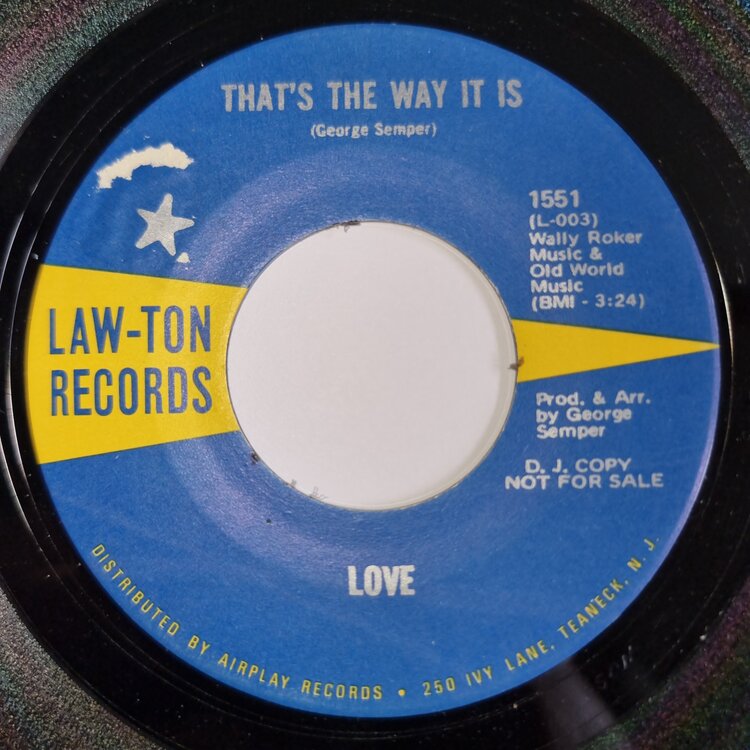 THAT'S THE WAY IT IS
(George Semper)
1551
(L-003)
Wally Roker
Music &
Old World
Music
(BMI - 3:24)
LAW-TON
RECORDS
Prod. & Arr.
by George
Semper
D. J. COPY
NOT FOR SALE
LOVE
DISTRIBUTED BY AIRPLAY RECORDS • 250 IVY LANE, TEANECK, N. J.